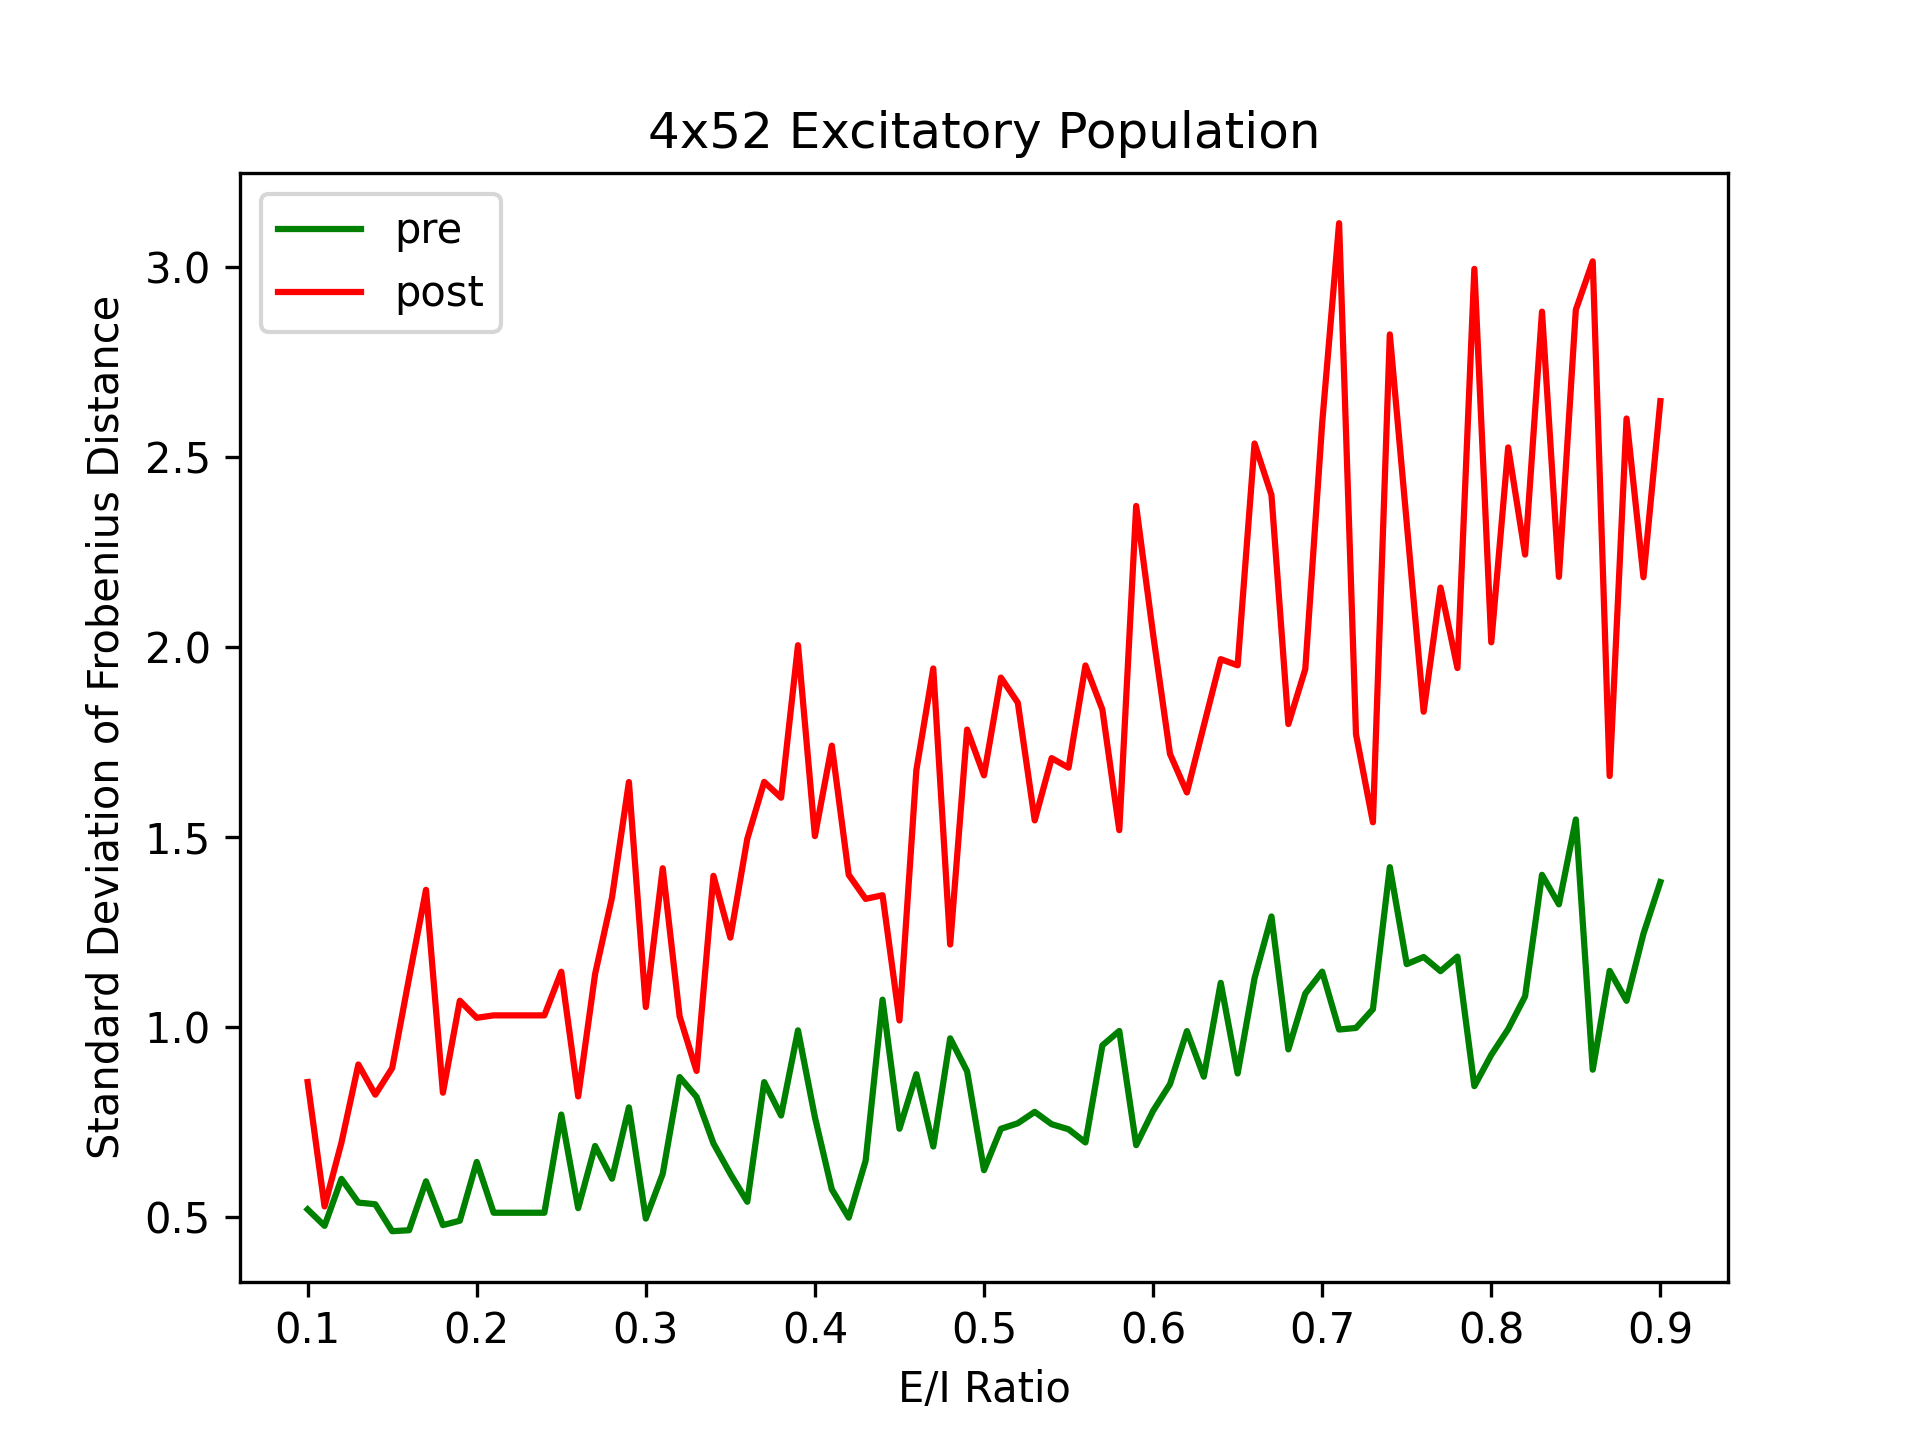 4x52 Excitatory Population
pre
post
Standard Deviation of Frobenius Distance
3.0
2.5
2.0
1.5
1.0
0.5
0.1 0.2 0.3 0.4 0.5 0.6 0.7 0.8 0.9
E/I Ratio